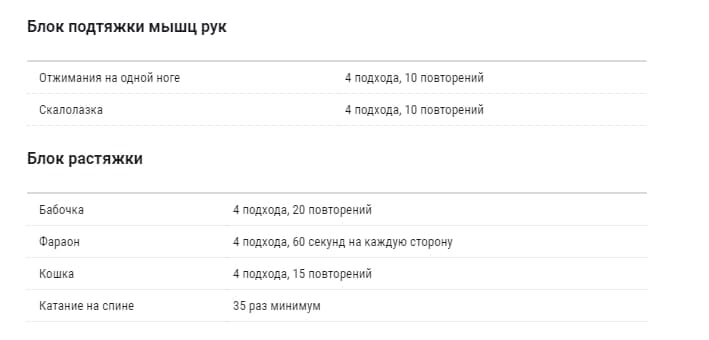 Блок подтяжки мышц рук
Отжимания на одной ноге 4 подхода, 10 повторений
Скалолазка 4 подхода, 10 повторений
Блок растяжки
Бабочка 4 подхода, 20 повторений
Фараон 4 подхода, 60 секунд на каждую сторону
Кошка 4 подхода, 15 повторений
Катание на спине 35 раз минимум